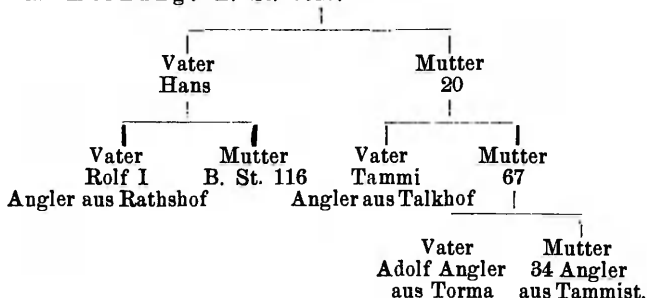 Vater Mutter
Hans 20
Vater Mutter Vater Mutter
Rolf I B. St. 116 Tammi 67
Angler aus Rathshof Angler aus Talkhof
Vater Mutter
Adolf Angler 34 Angler
aus Torma aus Tammist.